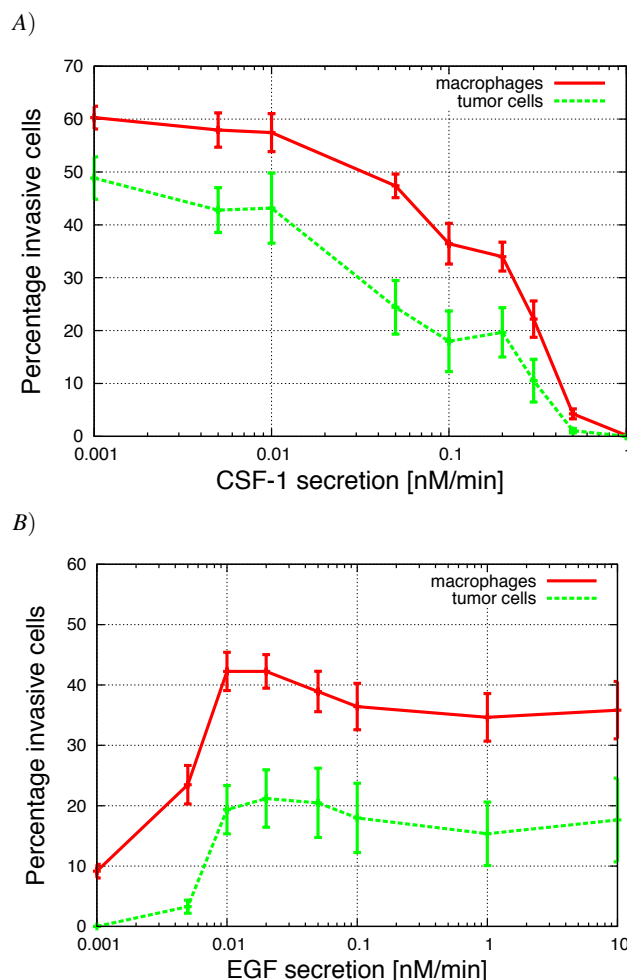 A)
70
60
50
40
30
20
10
0
Percentage invasive cells
macrophages
tumor cells
0.001 0.01 0.1 1
CSF-1 secretion [nM/min]
B)
60
50
40
30
20
10
0
Percentage invasive cells
macrophages
tumor cells
0.001 0.01 0.1 1 10
EGF secretion [nM/min]